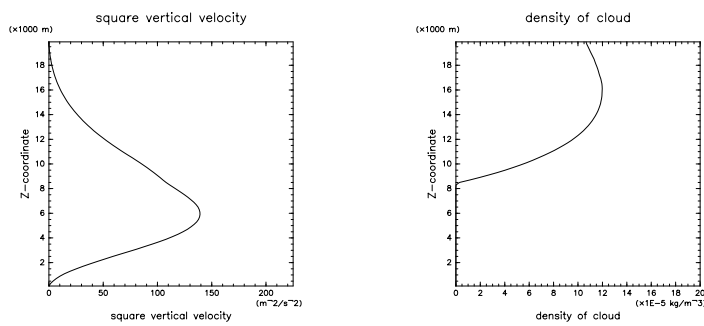 square vertical velocity
(×1000 m)
18
16
14
12
10
8
6
4
2
Z-coordinate
0 50 100 150 200
(m^2/s^2)
square vertical velocity
density of cloud
(×1000 m)
18
16
14
12
10
8
6
4
2
Z-coordinate
0 2 4 6 8 10 12 14 16 18 20
(×1E-5 kg/m^3)
density of cloud